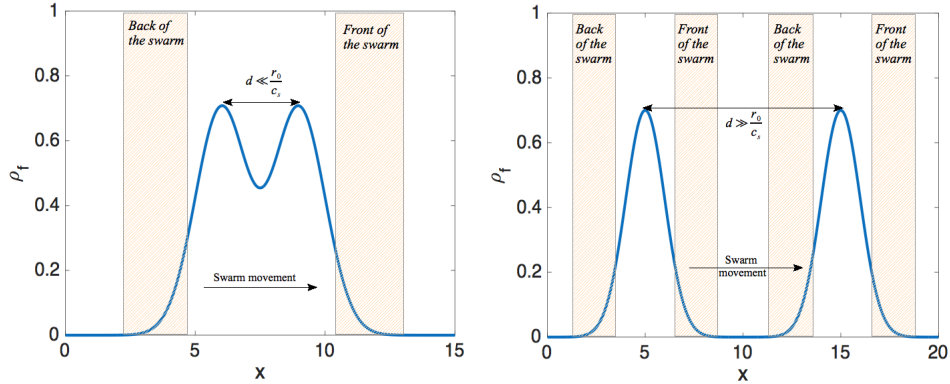 Back of
the swarm
Front of
the swarm
d ≪ r₀/cₛ
Swarm movement
ρf
1
0.8
0.6
0.4
0.2
0
0
5
10
15
x
Back
of the
swarm
Front
of the
swarm
Back
of the
swarm
Front
of the
swarm
d ≫ r₀/cₛ
Swarm
movement
ρf
1
0.8
0.6
0.4
0.2
0
0
5
10
15
20
x